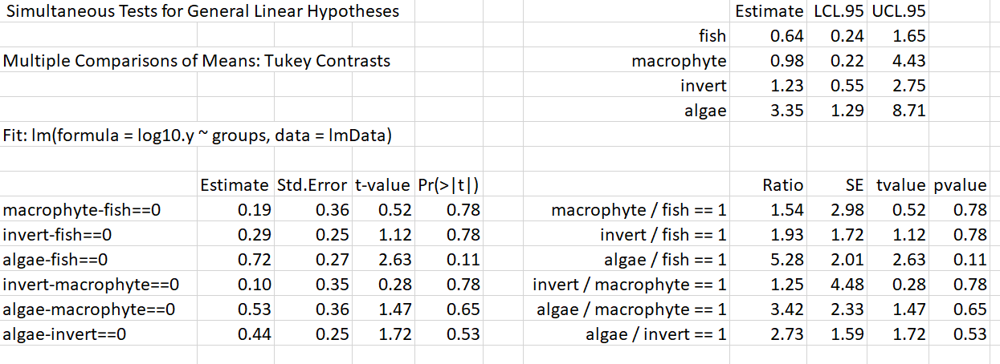 Simultaneous Tests for General Linear Hypotheses Estimate LCL.95 UCL.95
fish 0.64 0.24 1.65
Multiple Comparisons of Means: Tukey Contrasts macrophyte 0.98 0.22 4.43
invert 1.23 0.55 2.75
algae 3.35 1.29 8.71
Fit: lm(formula = log10.y ~ groups, data = lmData)
Estimate Std.Error t-value Pr(>|t|) Ratio SE tvalue pvalue
macrophyte-fish==0 0.19 0.36 0.52 0.78 macrophyte / fish == 1 1.54 2.98 0.52 0.78
invert-fish==0 0.29 0.25 1.12 0.78 invert / fish == 1 1.93 1.72 1.12 0.78
algae-fish==0 0.72 0.27 2.63 0.11 algae / fish == 1 5.28 2.01 2.63 0.11
invert-macrophyte==0 0.10 0.35 0.28 0.78 invert / macrophyte == 1 1.25 4.48 0.28 0.78
algae-macrophyte==0 0.53 0.36 1.47 0.65 algae / macrophyte == 1 3.42 2.33 1.47 0.65
algae-invert==0 0.44 0.25 1.72 0.53 algae / invert == 1 2.73 1.59 1.72 0.53